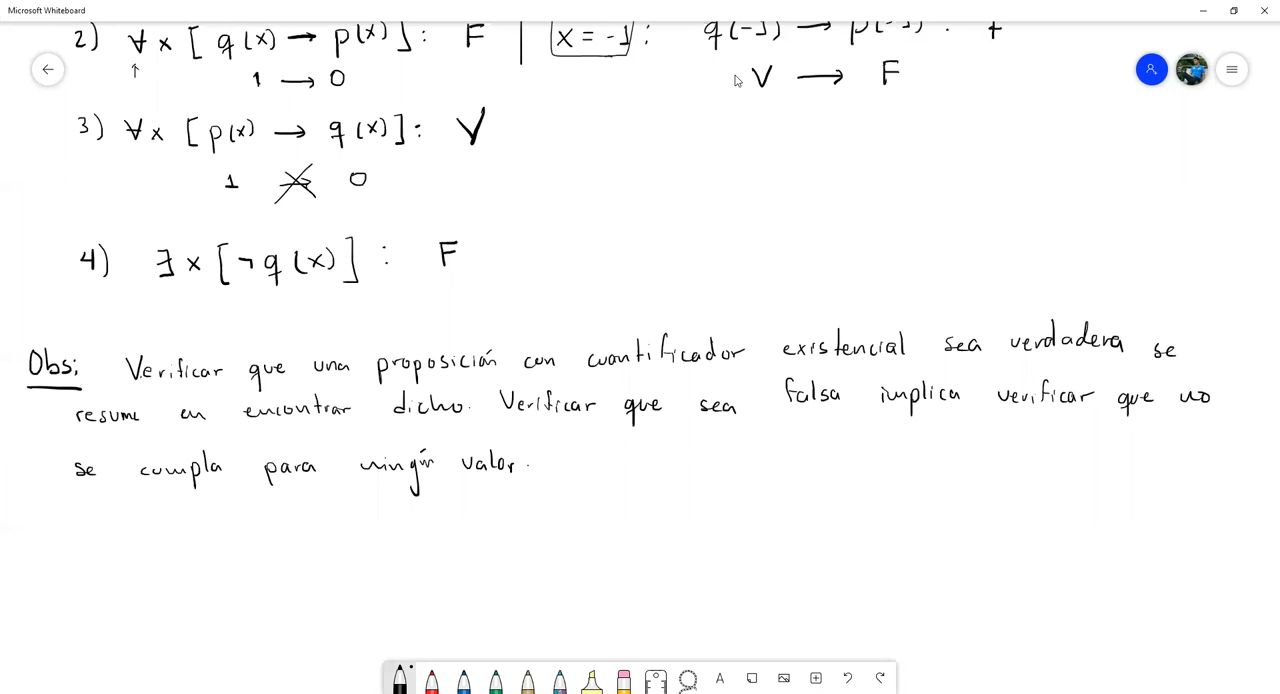 Microsoft Whiteboard
2) ∀x [q(x) → p(x)]: F | x = -1: q(-1) → p(-1): F
1 → 0 V → F
3) ∀x [p(x) → q(x)]: V
1 → 0
4) ∃x [¬q(x)]: F
Obs: Verificar que una proposición con cuantificador existencial sea verdadera se
resume en encontrar dicho. Verificar que sea falsa implica verificar que no
se cumpla para ningún valor.